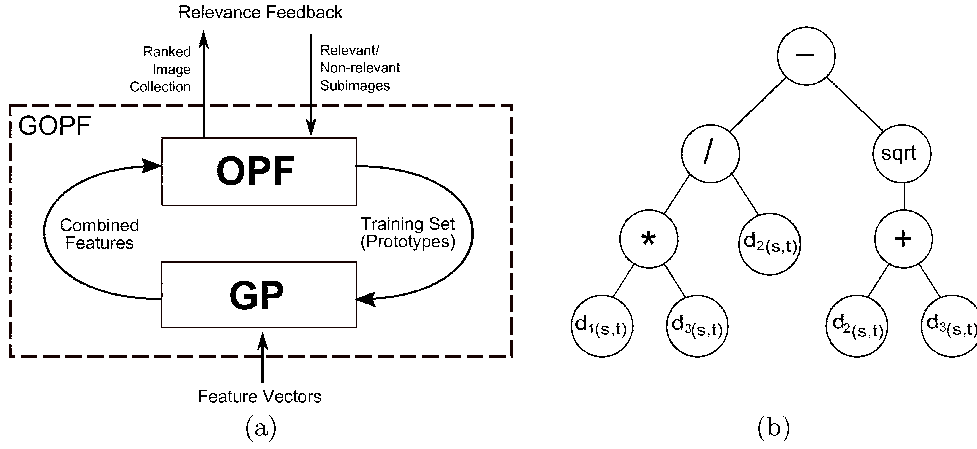 Relevance Feedback
Ranked
Image
Collection
Relevant/
Non-relevant
Subimages
GOPF
OPF
Combined
Features
Training Set
(Prototypes)
GP
Feature Vectors
(a)
−
/
sqrt
*
d2(s,t)
+
d1(s,t)
d3(s,t)
d2(s,t)
d3(s,t)
(b)